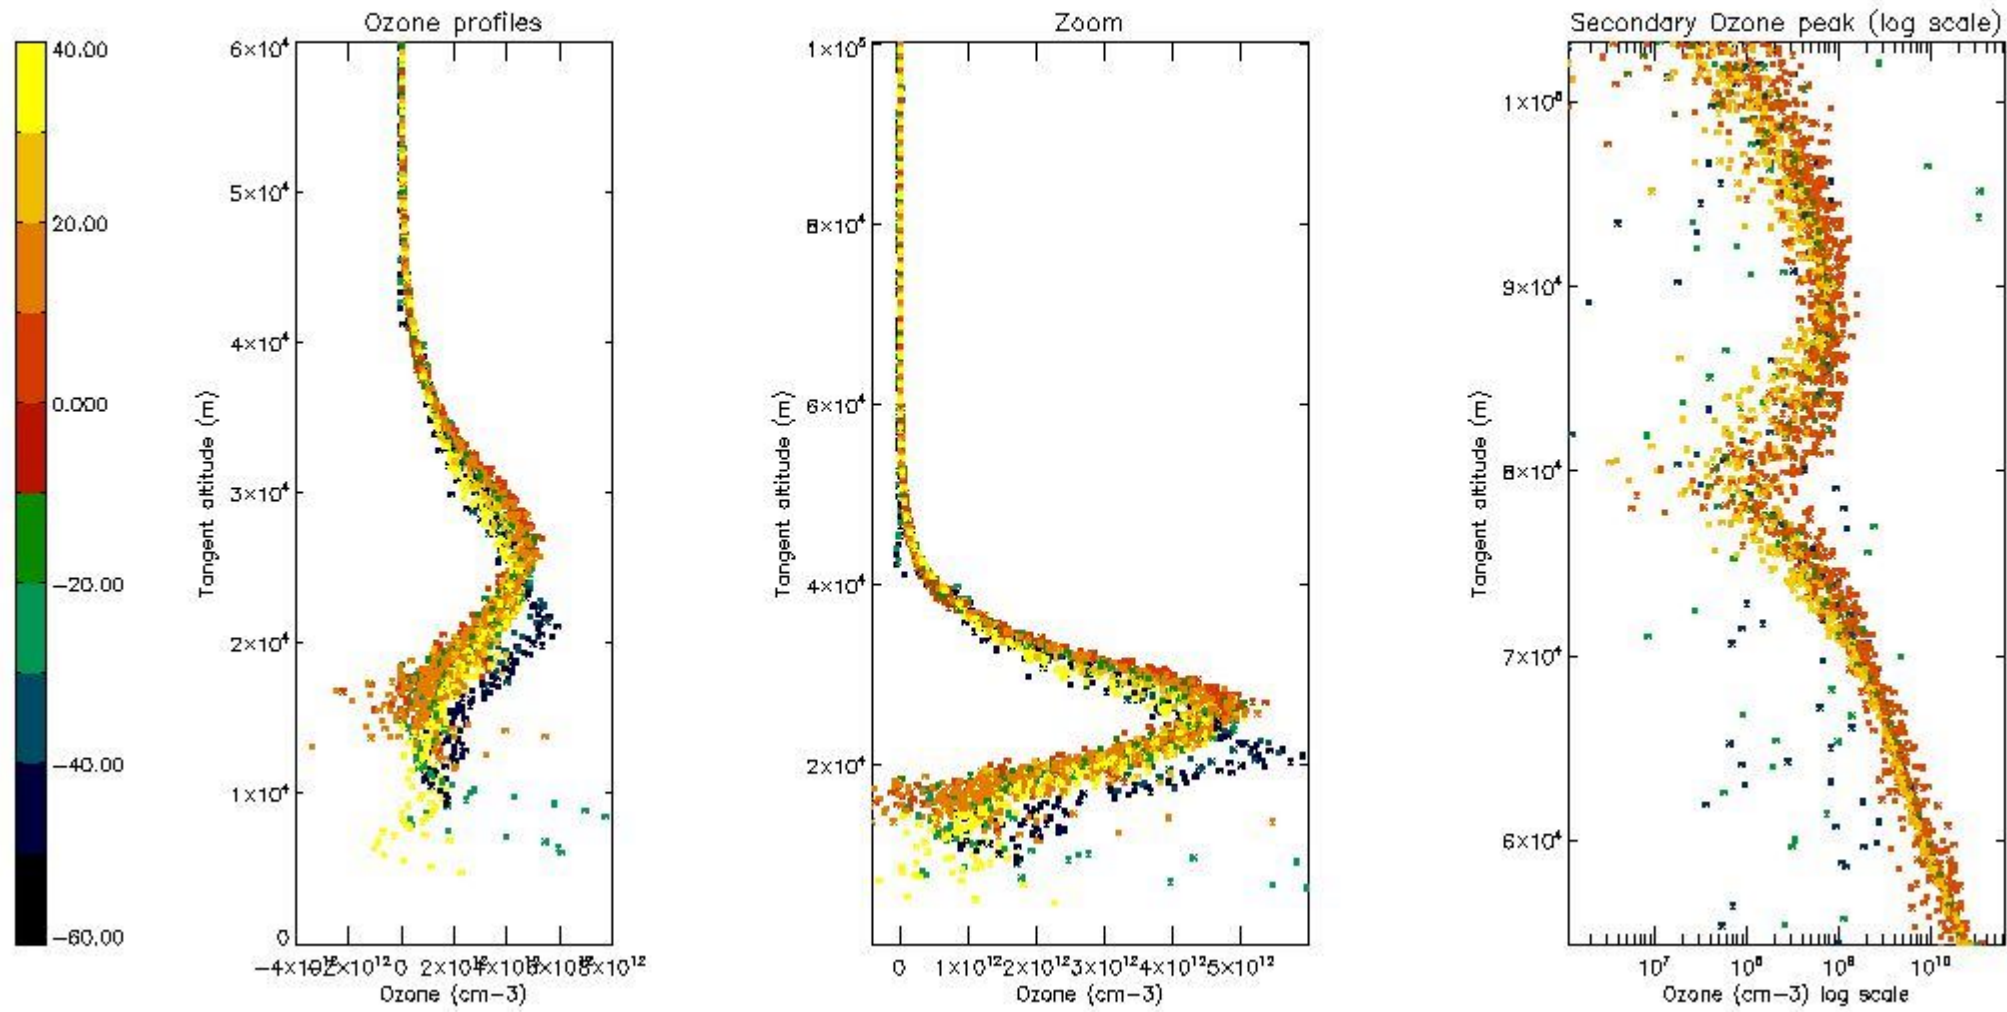 Ozone profiles
Zoom
Secondary Ozone peak (log scale)
40.00
20.00
0.000
−20.00
−40.00
−60.00
6×10⁴
5×10⁴
4×10⁴
3×10⁴
2×10⁴
1×10⁴
0
Tangent altitude (m)
0
Ozone (cm−3)
1×10⁵
8×10⁴
6×10⁴
4×10⁴
2×10⁴
Tangent altitude (m)
0 1×10¹² 2×10¹² 3×10¹² 4×10¹² 5×10¹²
Ozone (cm−3)
9×10⁴
8×10⁴
7×10⁴
6×10⁴
Tangent altitude (m)
10⁷ 10⁸ 10⁹ 10¹⁰
Ozone (cm−3) log scale